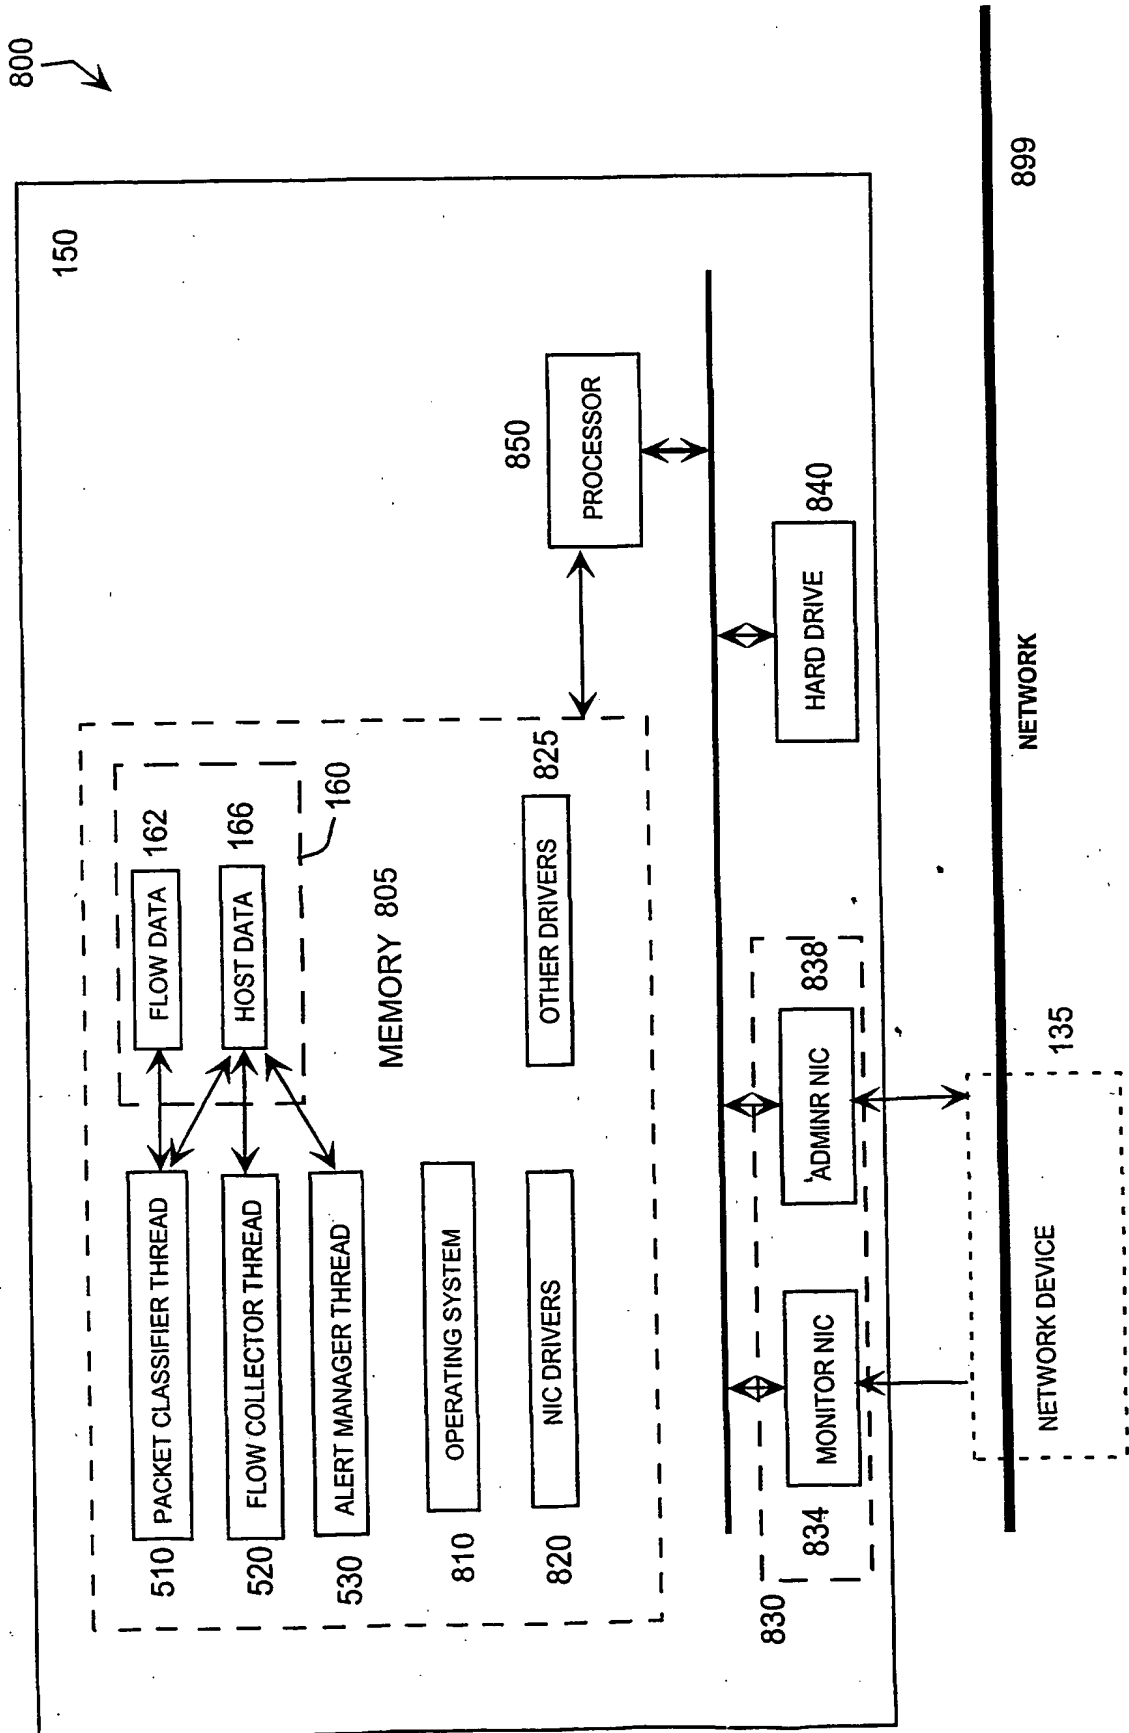 800
150
510
PACKET CLASSIFIER THREAD
FLOW DATA
162
520
FLOW COLLECTOR THREAD
HOST DATA
166
530
ALERT MANAGER THREAD
160
MEMORY 805
810
OPERATING SYSTEM
820
NIC DRIVERS
OTHER DRIVERS
825
850
PROCESSOR
830
834
MONITOR NIC
ADMINR NIC
838
HARD DRIVE
840
NETWORK DEVICE
135
NETWORK
899